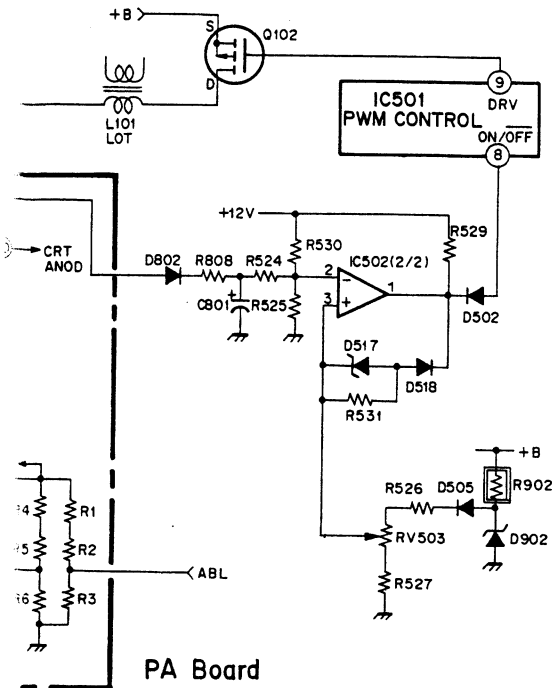 +B
S
Q102
D
L101
LOT
9
DRV
IC501
PWM CONTROL
ON/OFF
8
CRT
ANOD
+12V
R530
R529
D802
R808
R524
IC502(2/2)
2
−
1
3
+
+
C801
R525
D502
D517
D518
R531
+B
R902
R526
D505
RV503
D902
R527
R1
R2
R3
ABL
PA Board